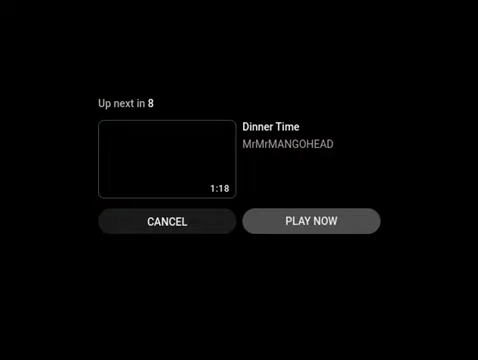 Up next in 8
Dinner Time
MrMrMANGOHEAD
1:18
CANCEL
PLAY NOW